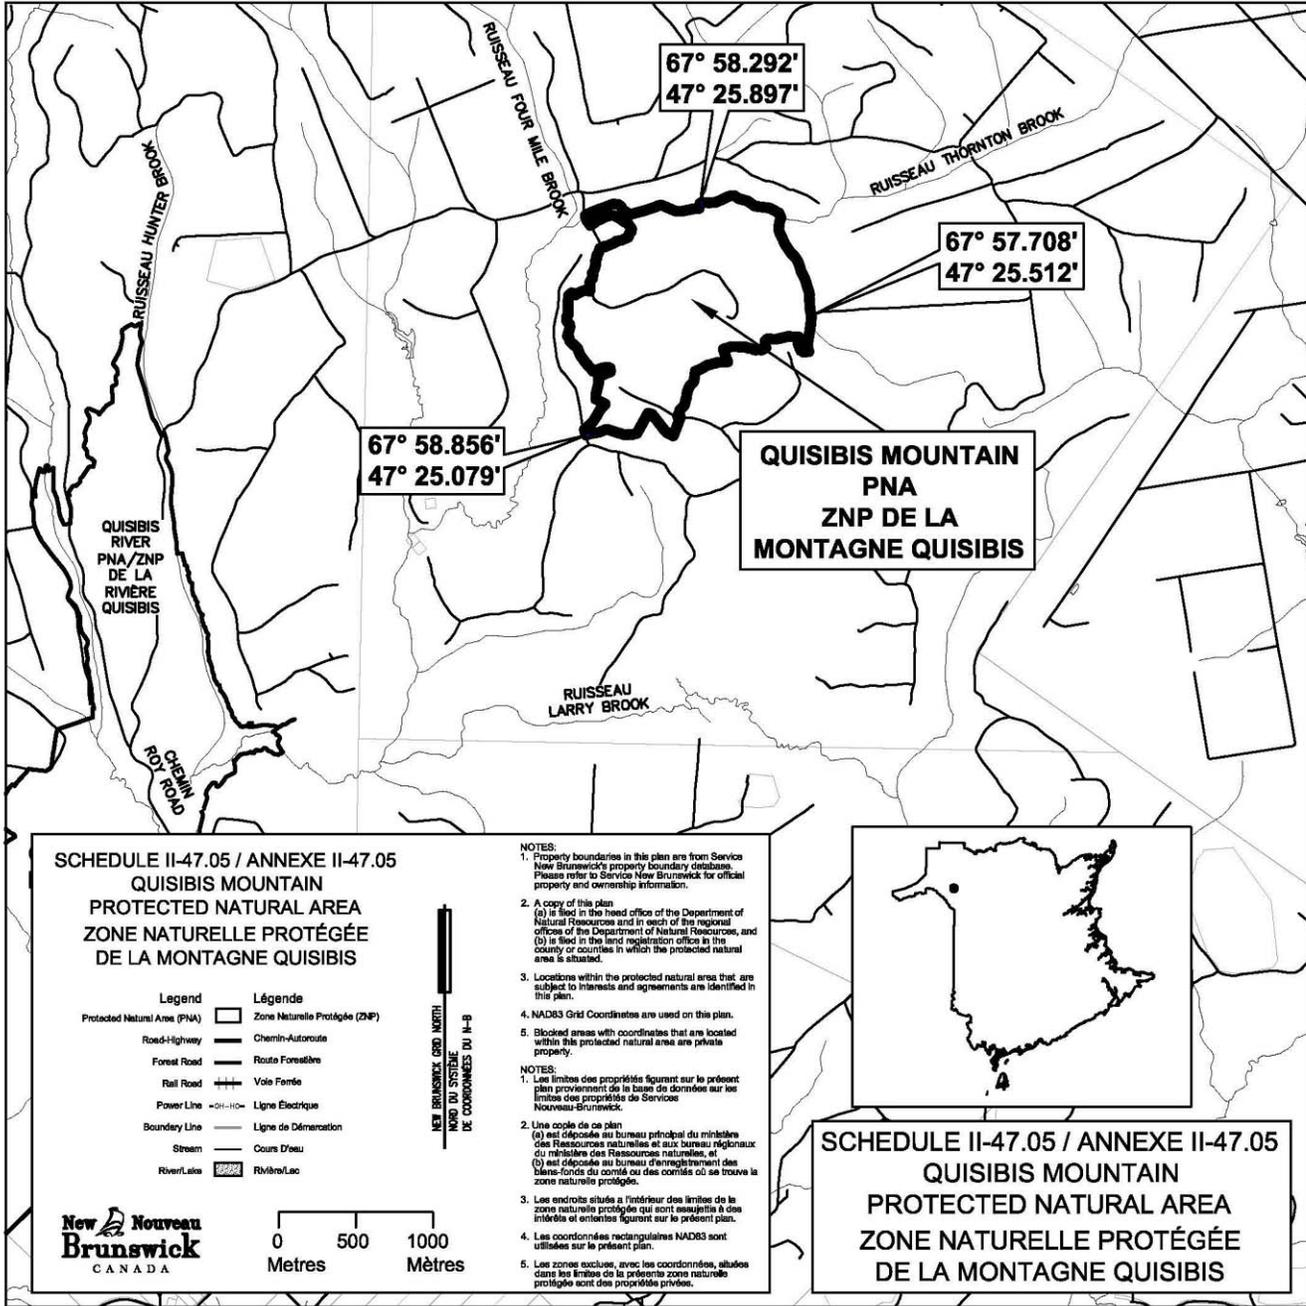 RUISSEAU FOUR MILE BROOK
67° 58.292'
47° 25.897'
RUISSEAU THORNTON BROOK
RUISSEAU HUNTER BROOK
67° 57.708'
47° 25.512'
67° 58.856'
47° 25.079'
QUISIBIS MOUNTAIN
PNA
ZNP DE LA
MONTAGNE QUISIBIS
QUISIBIS
RIVER
PNA/ZNP
DE LA
RIVIÈRE
QUISIBIS
RUISSEAU
LARRY BROOK
CHEMIN
ROY ROAD
SCHEDULE II-47.05 / ANNEXE II-47.05
QUISIBIS MOUNTAIN
PROTECTED NATURAL AREA
ZONE NATURELLE PROTÉGÉE
DE LA MONTAGNE QUISIBIS
Legend Légende
Protected Natural Area (PNA) Zone Naturelle Protégée (ZNP)
Road-Highway Chemin-Autoroute
Forest Road Route Forestière
Rail Road Voie Ferrée
Power Line -OH-HO- Ligne Électrique
Boundary Line Ligne de Démarcation
Stream Cours D'eau
River/Lake Rivière/Lac
NEW BRUNSWICK GRID NORTH
NORD DU SYSTÈME
DE COORDONNÉES DU N-B
New Nouveau
Brunswick
CANADA
0 500 1000
Metres Mètres
NOTES:
1. Property boundaries in this plan are from Service
New Brunswick's property boundary database.
Please refer to Service New Brunswick for official
property and ownership information.
2. A copy of this plan
(a) is filed in the head office of the Department of
Natural Resources and in each of the regional
offices of the Department of Natural Resources, and
(b) is filed in the land registration office in the
county or counties in which the protected natural
area is situated.
3. Locations within the protected natural area that are
subject to interests and agreements are identified in
this plan.
4. NAD83 Grid Coordinates are used on this plan.
5. Blocked areas with coordinates that are located
within this protected natural area are private
property.
NOTES:
1. Les limites des propriétés figurant sur le présent
plan proviennent de la base de données sur les
limites des propriétés de Services
Nouveau-Brunswick.
2. Une copie de ce plan
(a) est déposée au bureau principal du ministère
des Ressources naturelles et aux bureau régionaux
du ministère des Ressources naturelles, et
(b) est déposée au bureau d'enregistrement des
biens-fonds du comté ou des comtés où se trouve la
zone naturelle protégée.
3. Les endroits situés a l'intérieur des limites de la
zone naturelle protégée qui sont assujettis à des
intérêts et ententes figurent sur le présent plan.
4. Les coordonnées rectangulaires NAD83 sont
utilisées sur le présent plan.
5. Les zones exclues, avec les coordonnées, situées
dans les limites de la présente zone naturelle
protégée sont des propriétés privées.
SCHEDULE II-47.05 / ANNEXE II-47.05
QUISIBIS MOUNTAIN
PROTECTED NATURAL AREA
ZONE NATURELLE PROTÉGÉE
DE LA MONTAGNE QUISIBIS